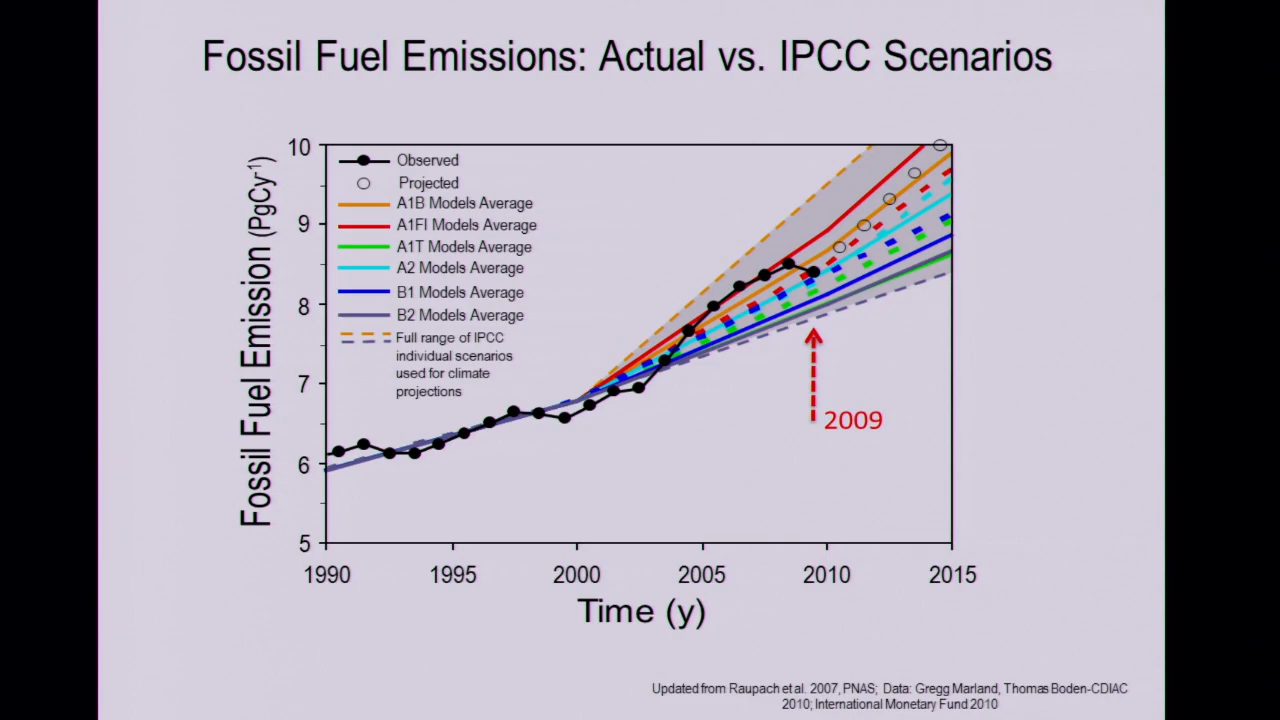 Fossil Fuel Emissions: Actual vs. IPCC Scenarios
Fossil Fuel Emission (PgCy⁻¹)
10
9
8
7
6
5
Observed
Projected
A1B Models Average
A1FI Models Average
A1T Models Average
A2 Models Average
B1 Models Average
B2 Models Average
Full range of IPCC
individual scenarios
used for climate
projections
2009
1990 1995 2000 2005 2010 2015
Time (y)
Updated from Raupach et al. 2007, PNAS; Data: Gregg Marland, Thomas Boden-CDIAC
2010; International Monetary Fund 2010